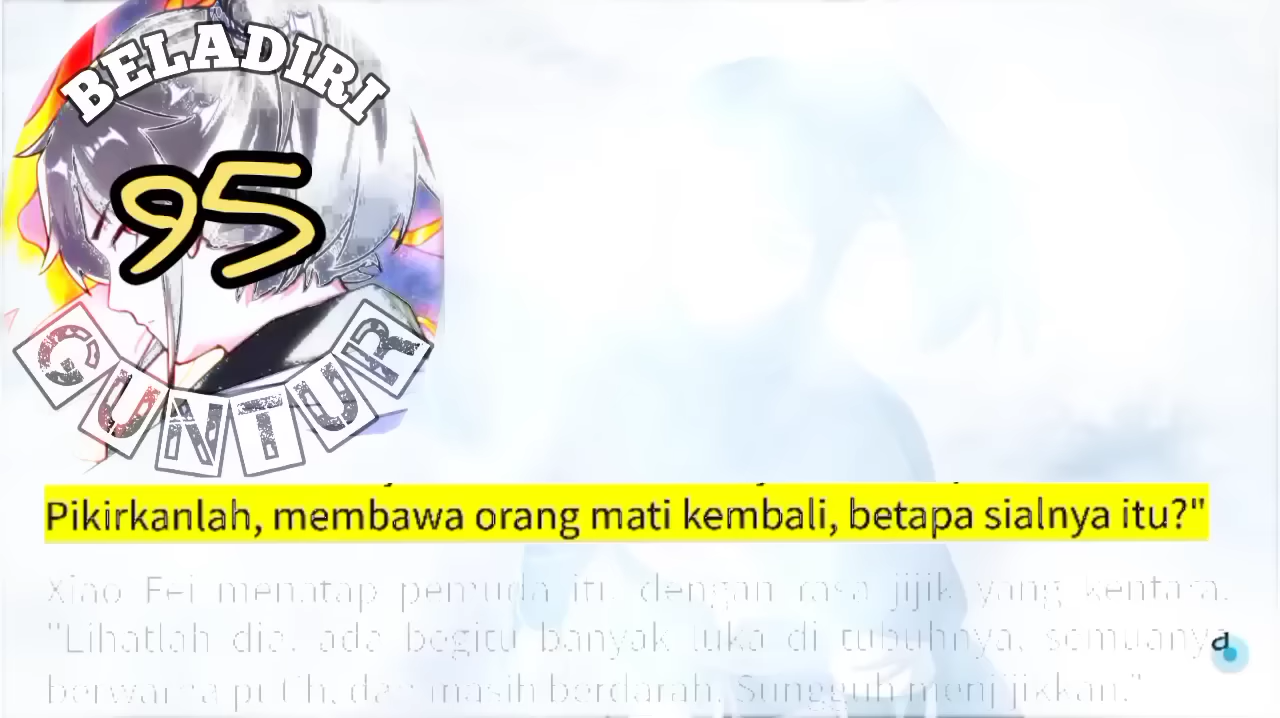 BELADIRI
95
GUNTUR
Pikirkanlah, membawa orang mati kembali, betapa sialnya itu?"
Xiao Fei menatap pemuda itu dengan rasa jijik yang kentara.
"Lihatlah dia, ada begitu banyak luka di tubuhnya, semuanya
berwarna putih, dan masih berdarah. Sungguh menjijikkan."